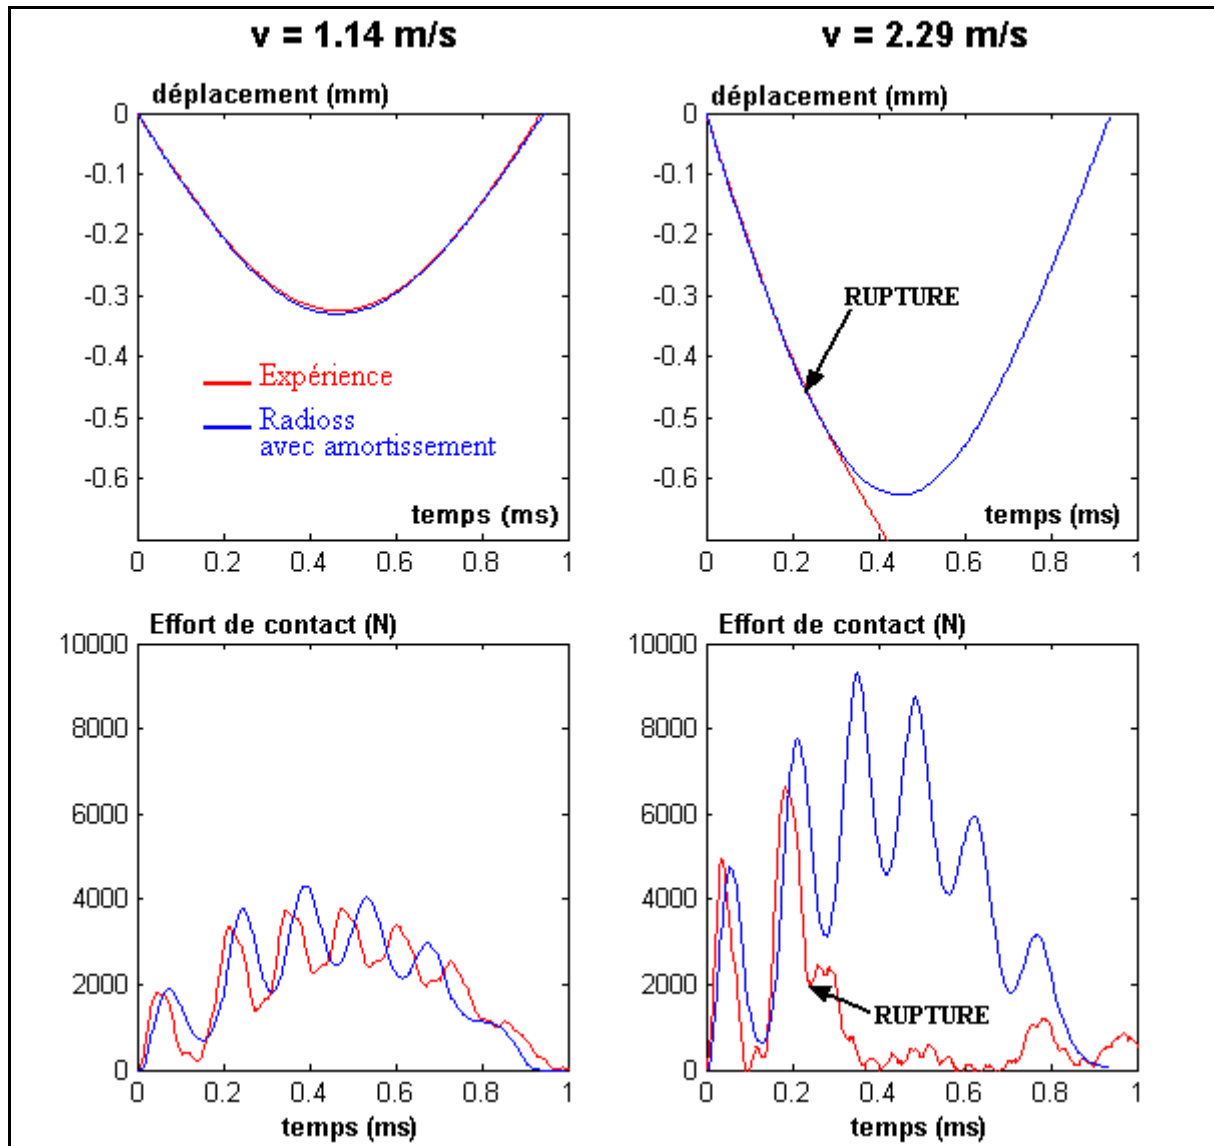 v = 1.14 m/s
déplacement (mm)
0
-0.1
-0.2
-0.3
-0.4
-0.5
-0.6
Expérience
Radioss
avec amortissement
temps (ms)
0 0.2 0.4 0.6 0.8 1
v = 2.29 m/s
déplacement (mm)
0
-0.1
-0.2
-0.3
-0.4
-0.5
-0.6
RUPTURE
temps (ms)
0 0.2 0.4 0.6 0.8 1
Effort de contact (N)
10000
8000
6000
4000
2000
0
0 0.2 0.4 0.6 0.8 1
temps (ms)
Effort de contact (N)
10000
8000
6000
4000
2000
0
RUPTURE
0 0.2 0.4 0.6 0.8 1
temps (ms)